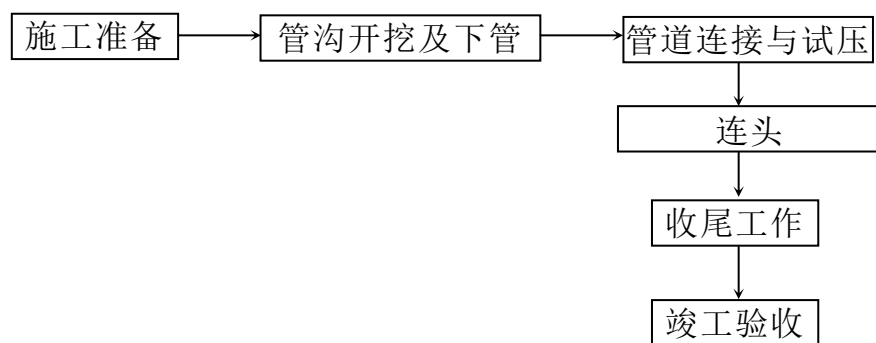 施工准备
管沟开挖及下管
管道连接与试压
连头
收尾工作
竣工验收